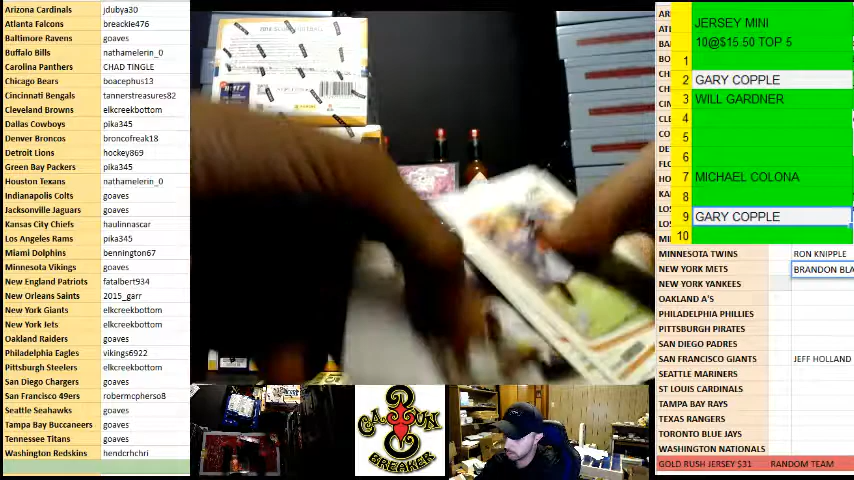 Arizona Cardinals jdubya30
Atlanta Falcons breackie476
Baltimore Ravens goaves
Buffalo Bills nathamelerin_0
Carolina Panthers CHAD TINGLE
Chicago Bears boacephus13
Cincinnati Bengals tannerstreasures82
Cleveland Browns elkcreekbottom
Dallas Cowboys pika345
Denver Broncos broncofreak18
Detroit Lions hockey869
Green Bay Packers pika345
Houston Texans nathamelerin_0
Indianapolis Colts goaves
Jacksonville Jaguars goaves
Kansas City Chiefs haulinnascar
Los Angeles Rams pika345
Miami Dolphins bennington67
Minnesota Vikings goaves
New England Patriots fatalbert934
New Orleans Saints 2015_garr
New York Giants elkcreekbottom
New York Jets elkcreekbottom
Oakland Raiders goaves
Philadelphia Eagles vikings6922
Pittsburgh Steelers elkcreekbottom
San Diego Chargers goaves
San Francisco 49ers robermcphers8
Seattle Seahawks goaves
Tampa Bay Buccaneers goaves
Tennessee Titans goaves
Washington Redskins hendcrhchri
CAJUN
BREAKER
JERSEY MINI
10@$15.50 TOP 5
1
2 GARY COPPLE
3 WILL GARDNER
4
5
6
7 MICHAEL COLONA
8
9 GARY COPPLE
10
MINNESOTA TWINS RON KNIPPLE
NEW YORK METS BRANDON BLA
NEW YORK YANKEES
OAKLAND A'S
PHILADELPHIA PHILLIES
PITTSBURGH PIRATES
SAN DIEGO PADRES
SAN FRANCISCO GIANTS JEFF HOLLAND
SEATTLE MARINERS
ST LOUIS CARDINALS
TAMPA BAY RAYS
TEXAS RANGERS
TORONTO BLUE JAYS
WASHINGTON NATIONALS
GOLD RUSH JERSEY $31 RANDOM TEAM